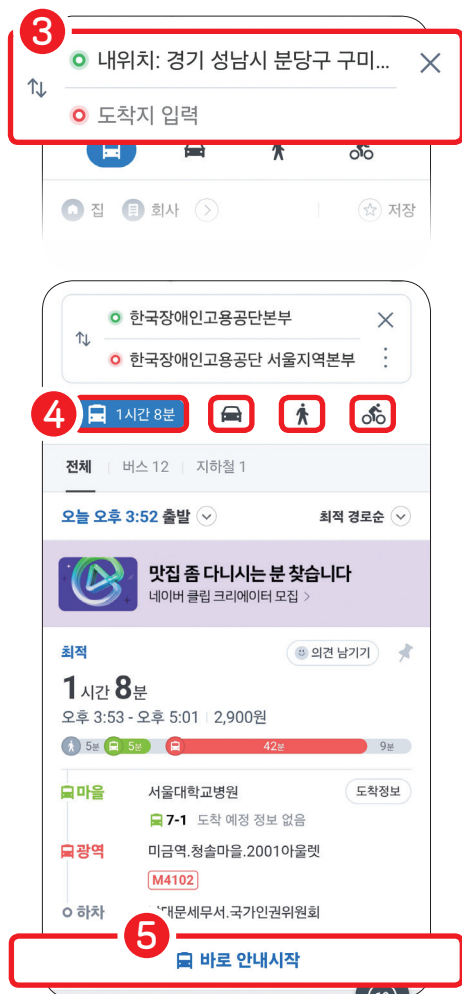 3
내위치: 경기 성남시 분당구 구미...
도착지 입력
집 회사 저장
한국장애인고용공단본부
한국장애인고용공단 서울지역본부
4 1시간 8분
전체 버스 12 지하철 1
오늘 오후 3:52 출발 최적 경로순
맛집 좀 다니시는 분 찾습니다
네이버 클립 크리에이터 모집 >
최적 의견 남기기
1시간 8분
오후 3:53 - 오후 5:01 2,900원
5분 5분 42분 9분
마을 서울대학교병원 도착정보
7-1 도착 예정 정보 없음
광역 미금역.청솔마을.2001아울렛
M4102
하차 대문세무서.국가인권위원회
5
바로 안내시작